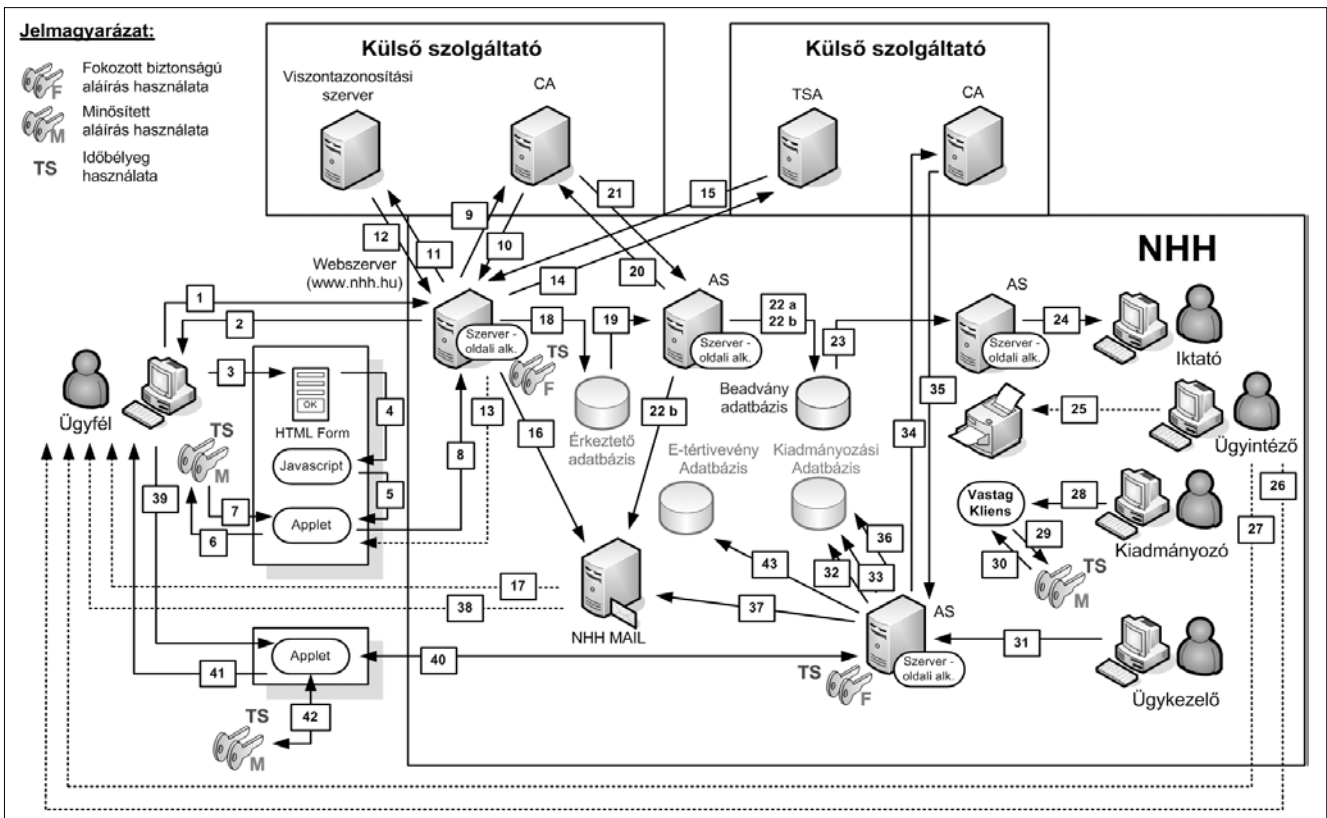 Jelmagyarázat:
Fokozott biztonságú
aláírás használata
F
Minősített
aláírás használata
M
TS
Időbélyeg
használata
Külső szolgáltató
Viszontazonosítási
szerver
CA
Külső szolgáltató
TSA
CA
NHH
9
21
15
12
11
10
20
14
Webszerver
(www.nhh.hu)
AS
AS
1
2
3
4
5
6
7
8
13
16
18
19
22 a
22 b
23
24
Szerver -
oldali alk.
TS
F
Szerver -
oldali alk.
Szerver -
oldali alk.
Iktató
Ügyfél
OK
HTML Form
Javascript
Applet
TS
M
Érkeztető
adatbázis
22 b
Beadvány
adatbázis
34
35
25
Ügyintéző
26
27
E-tértivevény
Adatbázis
Kiadmányozási
Adatbázis
Vastag
Kliens
28
29
30
TS
M
Kiadmányozó
39
17
38
NHH MAIL
43
32
33
36
37
AS
Szerver -
oldali alk.
TS
F
31
Ügykezelő
41
Applet
40
42
TS
M